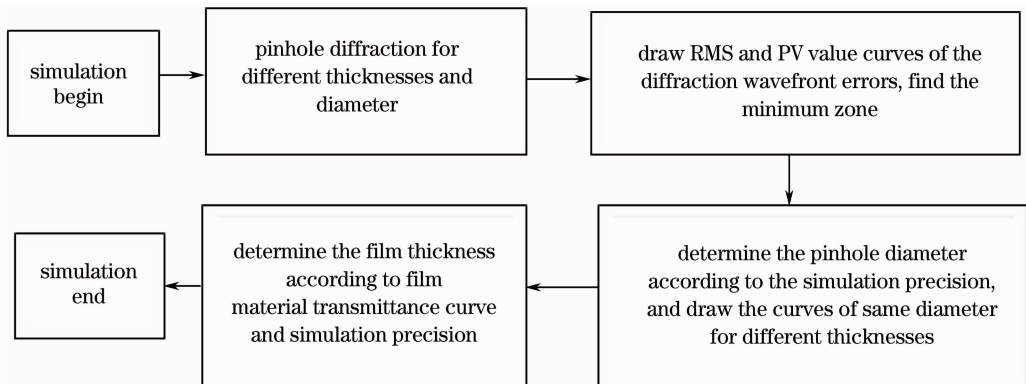 simulation
begin
pinhole diffraction for
different thicknesses and
diameter
draw RMS and PV value curves of the
diffraction wavefront errors, find the
minimum zone
determine the pinhole diameter
according to the simulation precision,
and draw the curves of same diameter
for different thicknesses
determine the film thickness
according to film
material transmittance curve
and simulation precision
simulation
end